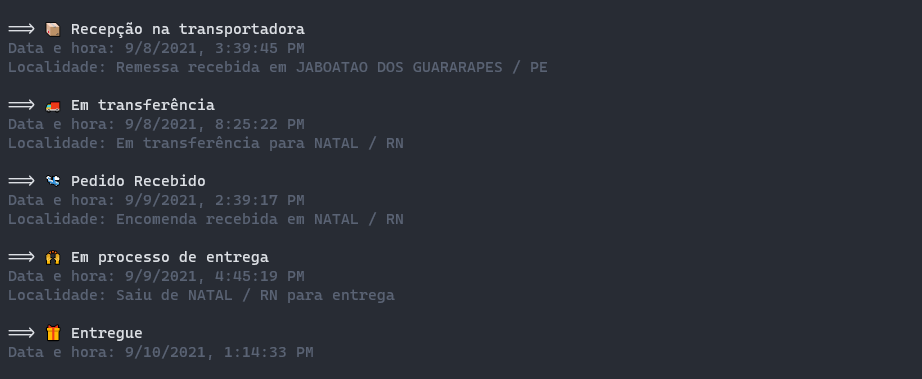 ==> 📦 Recepção na transportadora
Data e hora: 9/8/2021, 3:39:45 PM
Localidade: Remessa recebida em JABOATAO DOS GUARARAPES / PE
==> 🚚 Em transferência
Data e hora: 9/8/2021, 8:25:22 PM
Localidade: Em transferência para NATAL / RN
==> 🛩 Pedido Recebido
Data e hora: 9/9/2021, 2:39:17 PM
Localidade: Encomenda recebida em NATAL / RN
==> 🙌 Em processo de entrega
Data e hora: 9/9/2021, 4:45:19 PM
Localidade: Saiu de NATAL / RN para entrega
==> 🎁 Entregue
Data e hora: 9/10/2021, 1:14:33 PM